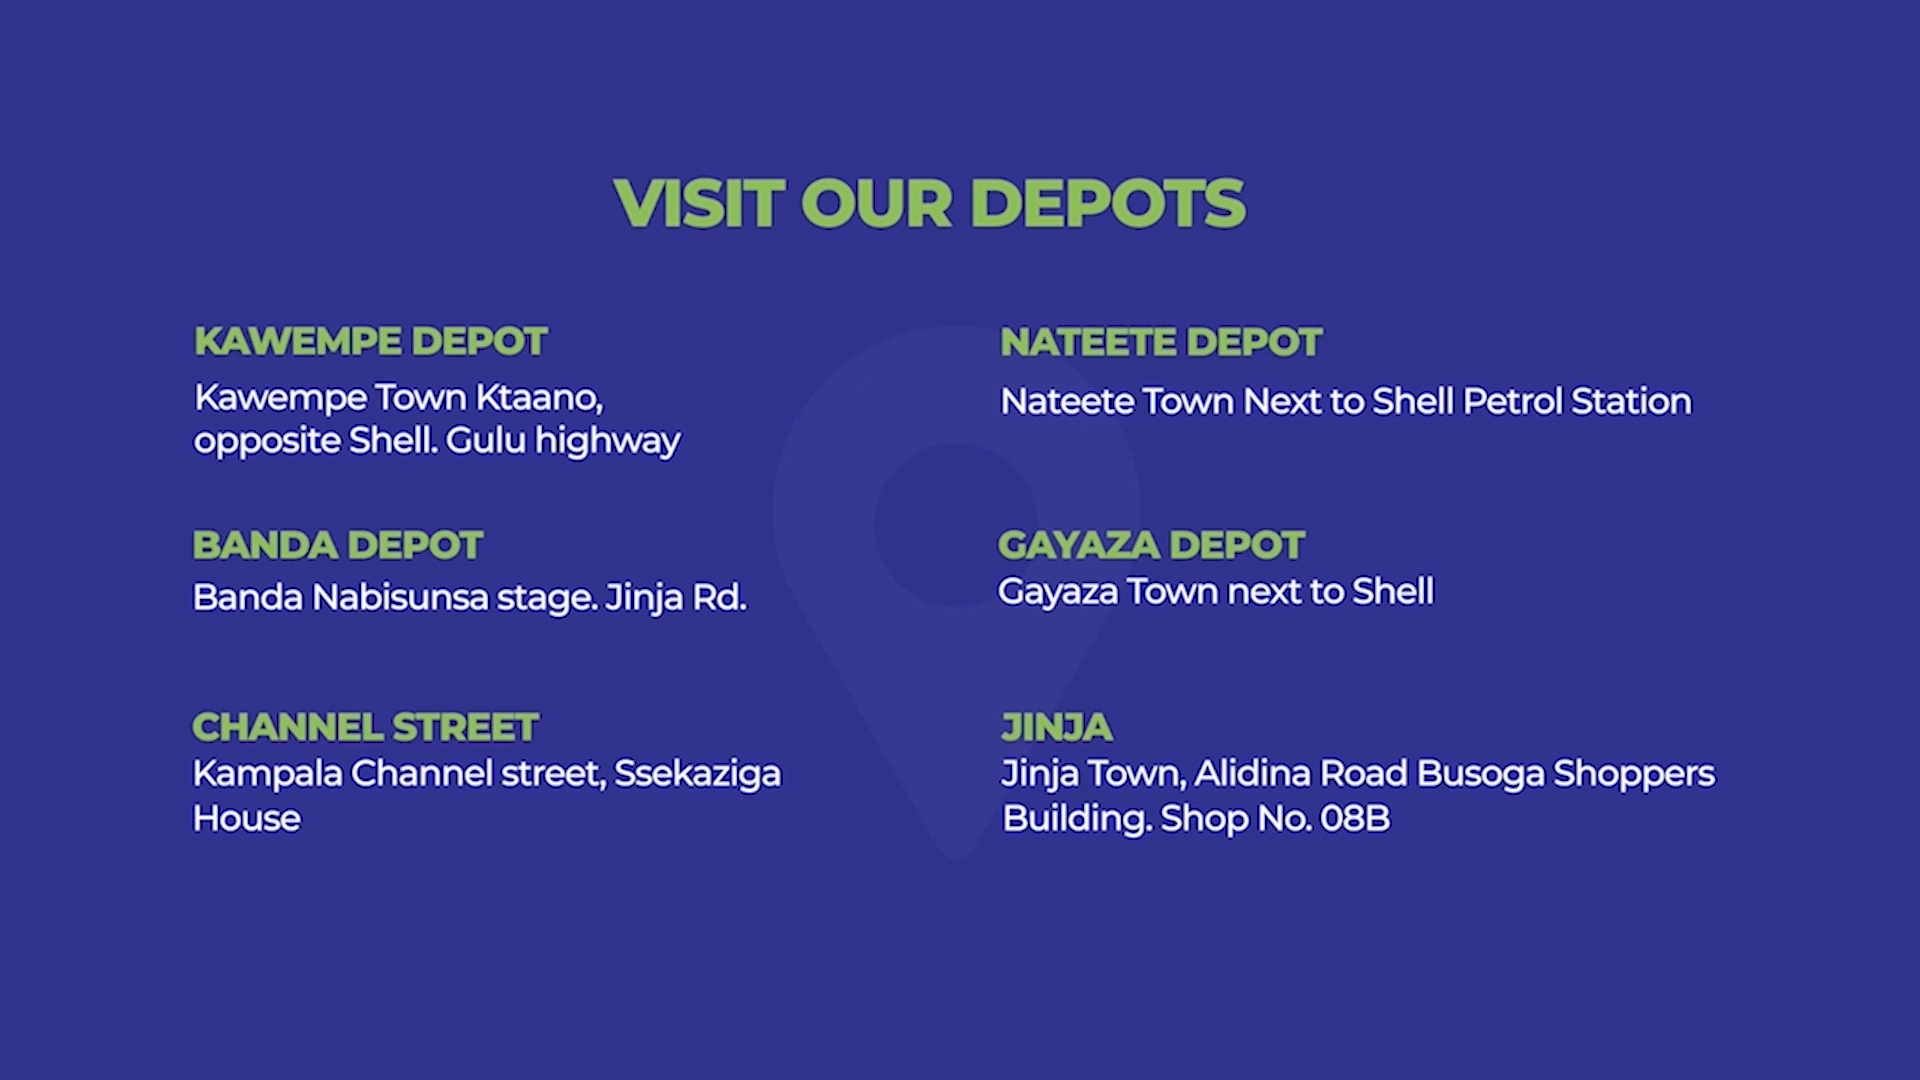 VISIT OUR DEPOTS
KAWEMPE DEPOT
Kawempe Town Ktaano,
opposite Shell. Gulu highway
NATEETE DEPOT
Nateete Town Next to Shell Petrol Station
BANDA DEPOT
Banda Nabisunsa stage. Jinja Rd.
GAYAZA DEPOT
Gayaza Town next to Shell
CHANNEL STREET
Kampala Channel street, Ssekaziga
House
JINJA
Jinja Town, Alidina Road Busoga Shoppers
Building. Shop No. 08B